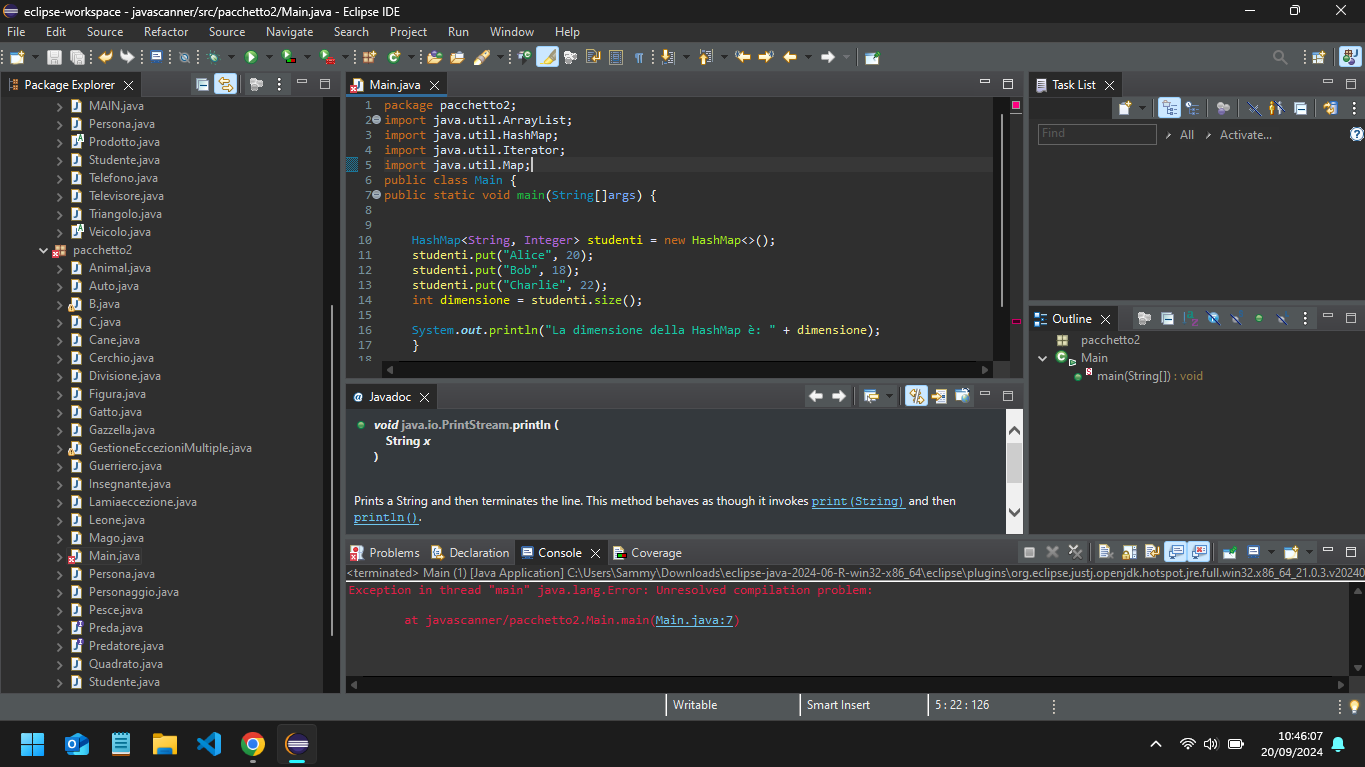 eclipse-workspace - javascanner/src/pacchetto2/Main.java - Eclipse IDE
File Edit Source Refactor Source Navigate Search Project Run Window Help
Package Explorer
MAIN.java
Persona.java
Prodotto.java
Studente.java
Telefono.java
Televisore.java
Triangolo.java
Veicolo.java
pacchetto2
Animal.java
Auto.java
B.java
C.java
Cane.java
Cerchio.java
Divisione.java
Figura.java
Gatto.java
Gazzella.java
GestioneEccezioniMultiple.java
Guerriero.java
Insegnante.java
Lamiaeccezione.java
Leone.java
Mago.java
Main.java
Persona.java
Personaggio.java
Pesce.java
Preda.java
Predatore.java
Quadrato.java
Studente.java
Main.java
1 package pacchetto2;
2 import java.util.ArrayList;
3 import java.util.HashMap;
4 import java.util.Iterator;
5 import java.util.Map;
6 public class Main {
7 public static void main(String[]args) {
8
9
10 HashMap<String, Integer> studenti = new HashMap<>();
11 studenti.put("Alice", 20);
12 studenti.put("Bob", 18);
13 studenti.put("Charlie", 22);
14 int dimensione = studenti.size();
15
16 System.out.println("La dimensione della HashMap è: " + dimensione);
17 }
18
Javadoc
void java.io.PrintStream.println (
String x
)
Prints a String and then terminates the line. This method behaves as though it invokes print(String) and then
println().
Problems Declaration Console Coverage
<terminated> Main (1) [Java Application] C:\Users\Sammy\Downloads\eclipse-java-2024-06-R-win32-x86_64\eclipse\plugins\org.eclipse.justj.openjdk.hotspot.jre.full.win32.x86_64_21.0.3.v20240
Exception in thread "main" java.lang.Error: Unresolved compilation problem:
at javascanner/pacchetto2.Main.main(Main.java:7)
Task List
Find All Activate...
Outline
pacchetto2
Main
main(String[]) : void
Writable Smart Insert 5 : 22 : 126
10:46:07
20/09/2024